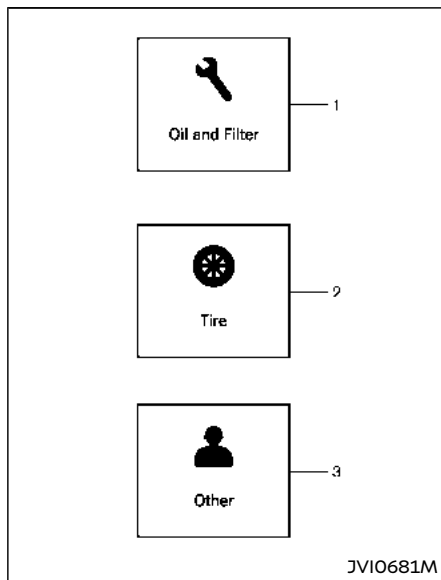 Oil and Filter
1
Tire
2
Other
3
JVI0681M